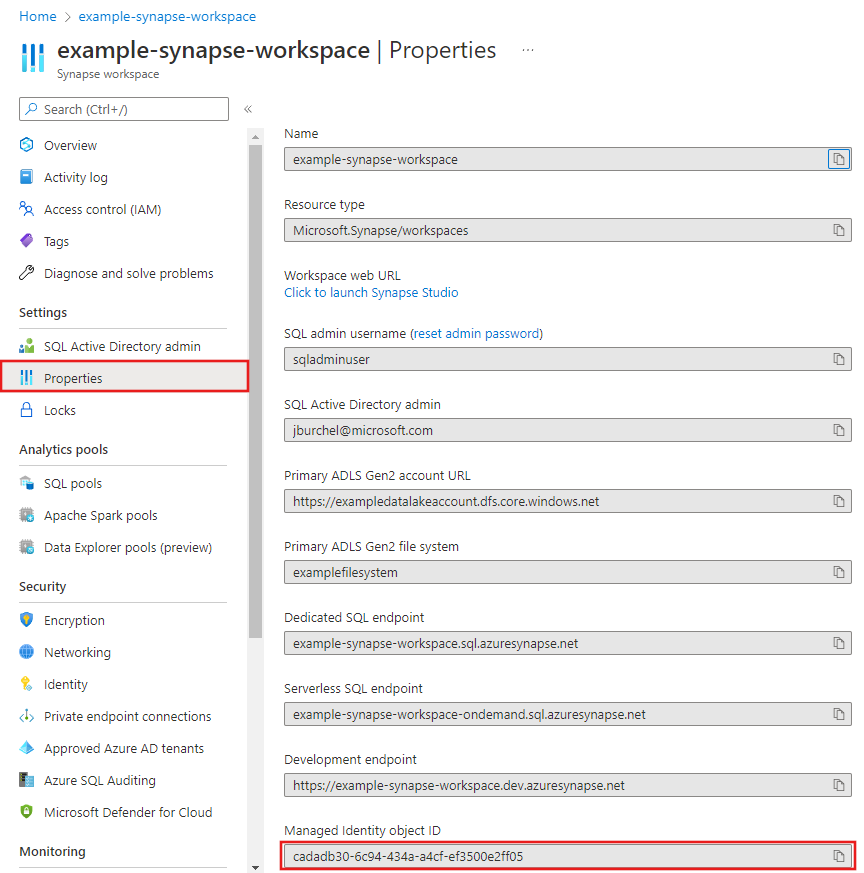 Home > example-synapse-workspace
example-synapse-workspace | Properties ...
Synapse workspace
Search (Ctrl+/) «
Overview
Activity log
Access control (IAM)
Tags
Diagnose and solve problems
Settings
SQL Active Directory admin
Properties
Locks
Analytics pools
SQL pools
Apache Spark pools
Data Explorer pools (preview)
Security
Encryption
Networking
Identity
Private endpoint connections
Approved Azure AD tenants
Azure SQL Auditing
Microsoft Defender for Cloud
Monitoring
Name
example-synapse-workspace
Resource type
Microsoft.Synapse/workspaces
Workspace web URL
Click to launch Synapse Studio
SQL admin username (reset admin password)
sqladminuser
SQL Active Directory admin
jburchel@microsoft.com
Primary ADLS Gen2 account URL
https://exampledatalakeaccount.dfs.core.windows.net
Primary ADLS Gen2 file system
examplefilesystem
Dedicated SQL endpoint
example-synapse-workspace.sql.azuresynapse.net
Serverless SQL endpoint
example-synapse-workspace-ondemand.sql.azuresynapse.net
Development endpoint
https://example-synapse-workspace.dev.azuresynapse.net
Managed Identity object ID
cadadb30-6c94-434a-a4cf-ef3500e2ff05